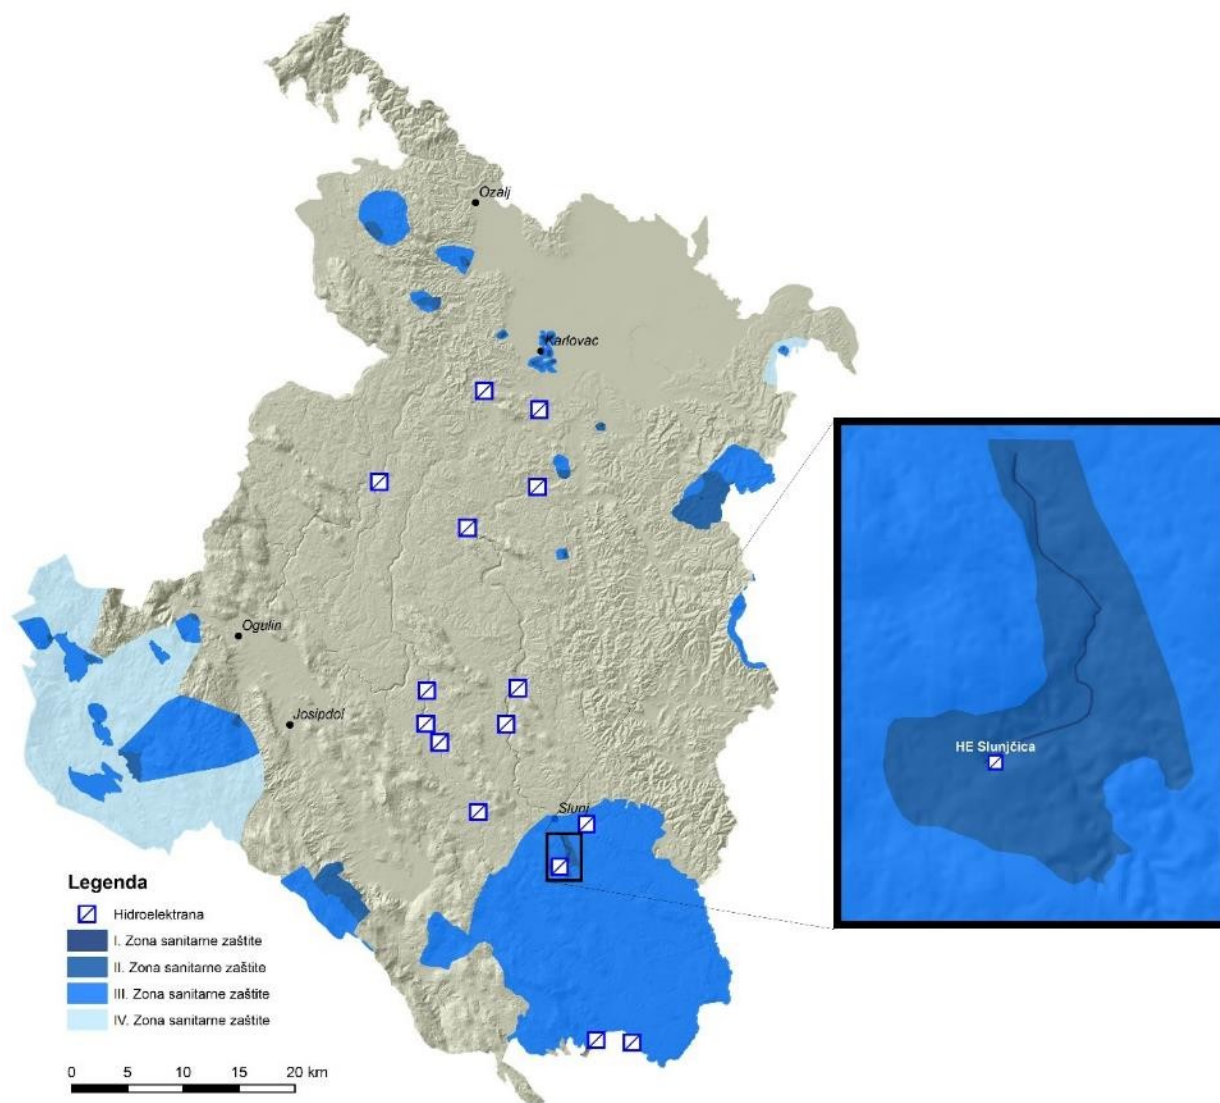 Ozalj
Karlovac
Ogulin
Josipdol
Slunj
HE Slunjčica
Legenda
Hidroelektrana
I. Zona sanitarne zaštite
II. Zona sanitarne zaštite
III. Zona sanitarne zaštite
IV. Zona sanitarne zaštite
0 5 10 15 20 km